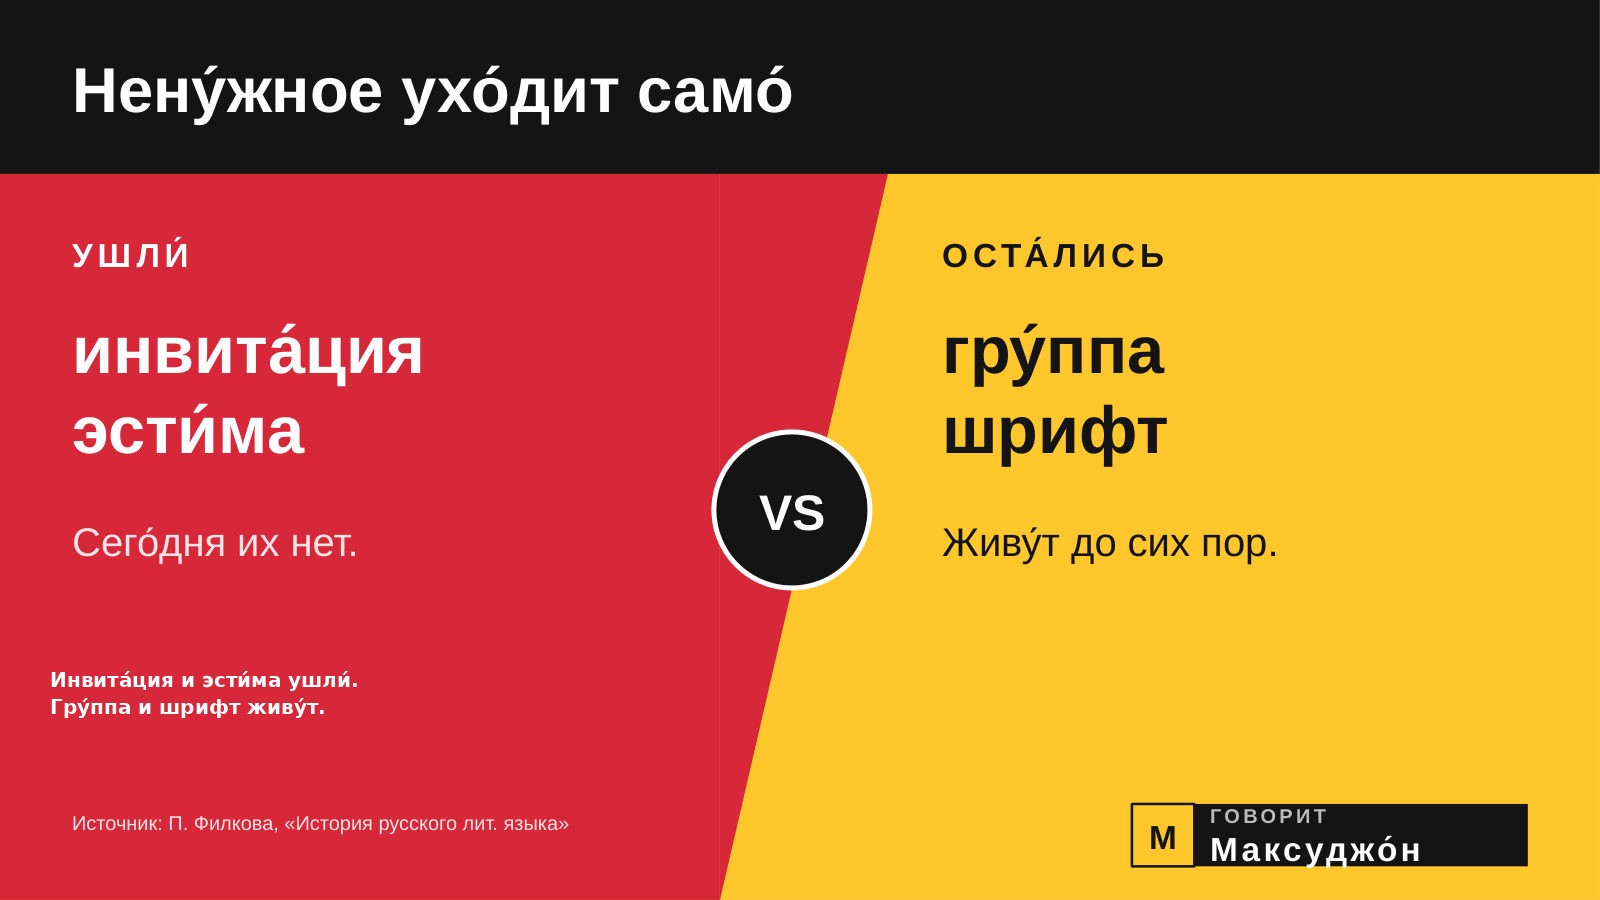 Нену́жное ухо́дит само́
УШЛИ́
инвита́ция
эсти́ма
Сего́дня их нет.
VS
ОСТА́ЛИСЬ
гру́ппа
шрифт
Живу́т до сих пор.
Инвита́ция и эсти́ма ушли́.
Гру́ппа и шрифт живу́т.
Источник: П. Филкова, «История русского лит. языка»
М
ГОВОРИТ
Максуджо́н